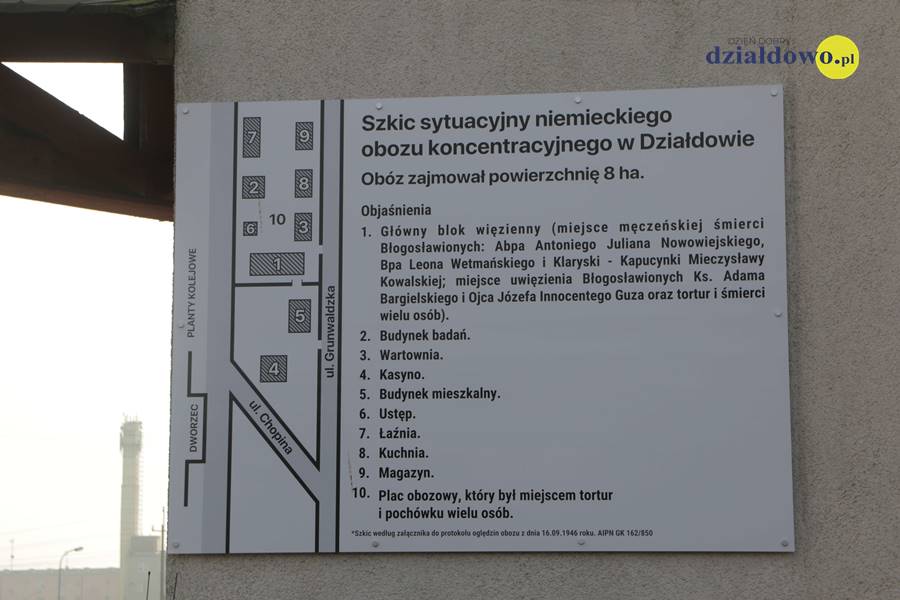 DZIEŃ DOBRY
działdowo.pl
Szkic sytuacyjny niemieckiego
obozu koncentracyjnego w Działdowie
Obóz zajmował powierzchnię 8 ha.
Objaśnienia
1. Główny blok więzienny (miejsce męczeńskiej śmierci
Błogosławionych: Abpa Antoniego Juliana Nowowiejskiego,
Bpa Leona Wetmańskiego i Klaryski - Kapucynki Mieczysławy
Kowalskiej; miejsce uwięzienia Błogosławionych Ks. Adama
Bargielskiego i Ojca Józefa Innocentego Guza oraz tortur i śmierci
wielu osób).
2. Budynek badań.
3. Wartownia.
4. Kasyno.
5. Budynek mieszkalny.
6. Ustęp.
7. Łaźnia.
8. Kuchnia.
9. Magazyn.
10. Plac obozowy, który był miejscem tortur
i pochówku wielu osób.
*Szkic według załącznika do protokołu oględzin obozu z dnia 16.09.1946 roku. AIPN GK 162/850
7
9
2
8
10
6
3
1
5
4
PLANTY KOLEJOWE
ul. Grunwaldzka
DWORZEC
ul. Chopina